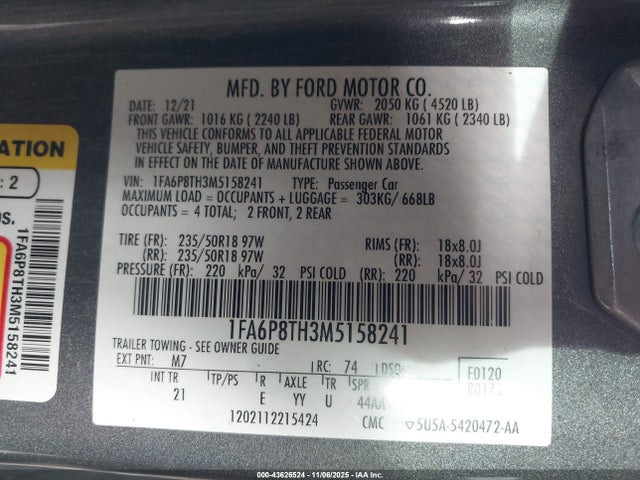 MFD. BY FORD MOTOR CO.
DATE: 12/21 GVWR: 2050 KG ( 4520 LB)
FRONT GAWR: 1016 KG ( 2240 LB) REAR GAWR: 1061 KG ( 2340 LB)
THIS VEHICLE CONFORMS TO ALL APPLICABLE FEDERAL MOTOR
VEHICLE SAFETY, BUMPER, AND THEFT PREVENTION STANDARDS
IN EFFECT ON THE DATE OF MANUFACTURE SHOWN ABOVE.
VIN: 1FA6P8TH3M5158241 TYPE: Passenger Car
MAXIMUM LOAD = OCCUPANTS + LUGGAGE = 303KG/ 668LB
OCCUPANTS = 4 TOTAL; 2 FRONT, 2 REAR
TIRE (FR): 235/50R18 97W RIMS (FR): 18x8.0J
(RR): 235/50R18 97W (RR): 18x8.0J
PRESSURE (FR): 220 kPa/ 32 PSI COLD (RR): 220 kPa/ 32 PSI COLD
1FA6P8TH3M5158241
TRAILER TOWING - SEE OWNER GUIDE
EXT PNT: M7 RC: 74 DSO: F0120
R0173
INT TR TP/PS R AXLE TR SPR
21 E YY U 44AA
1202112215424 CMC 5U5A-5420472-AA
ATION
: 2
os.
1FA6P8TH3M5158241
000-43626524 - 11/06/2025 - IAA Inc.